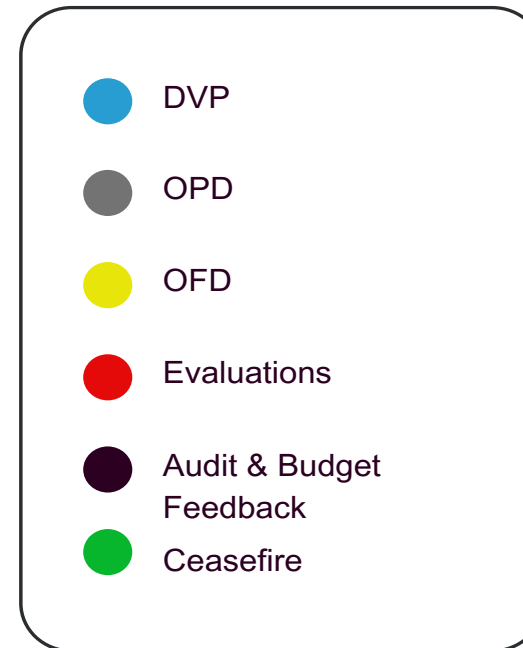 DVP
OPD
OFD
Evaluations
Audit & Budget
Feedback
Ceasefire